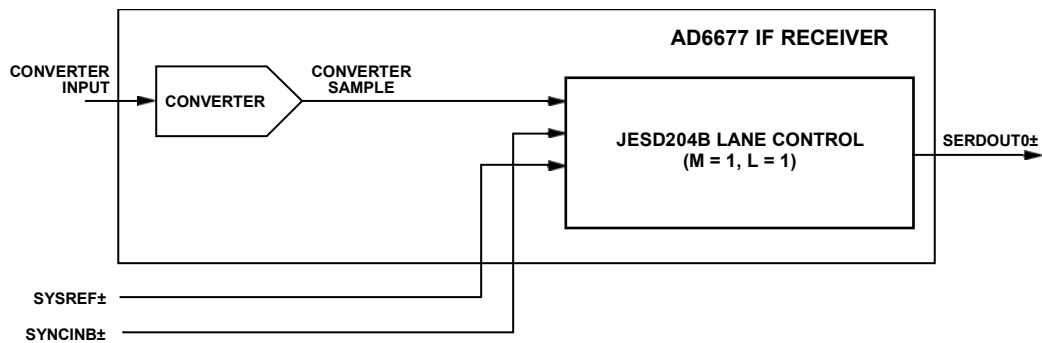 AD6677 IF RECEIVER
CONVERTER
INPUT
CONVERTER
CONVERTER
SAMPLE
JESD204B LANE CONTROL
(M = 1, L = 1)
SERDOUT0±
SYSREF±
SYNCINB±